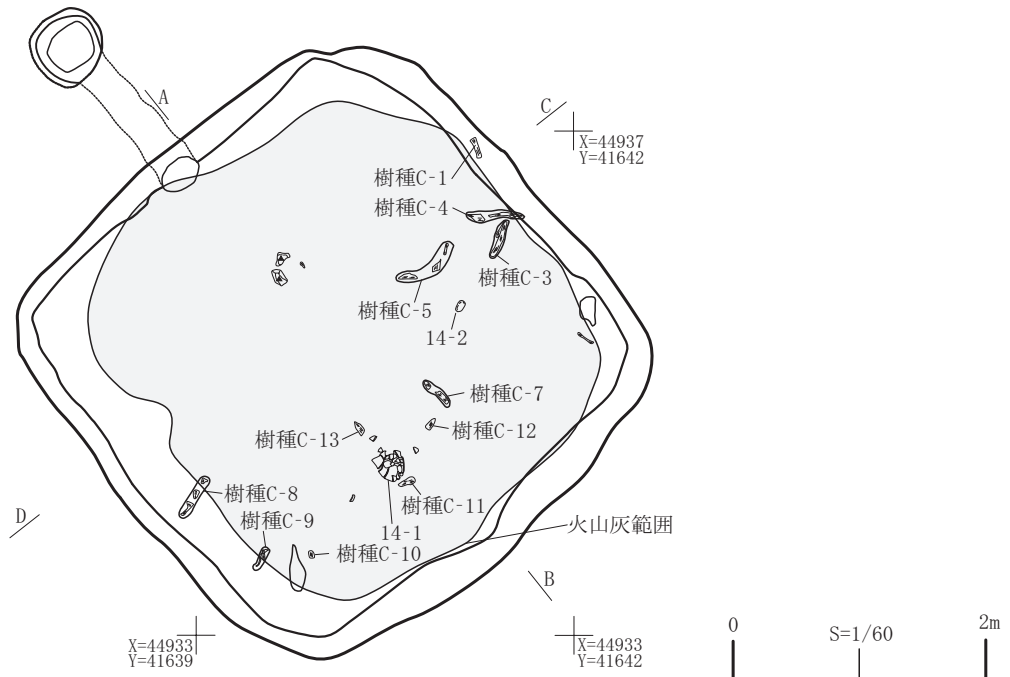 A
C
X=44937
Y=41642
樹種C-1
樹種C-4
樹種C-3
樹種C-5
14-2
樹種C-7
樹種C-12
樹種C-13
樹種C-8
樹種C-11
樹種C-9
14-1
火山灰範囲
D
樹種C-10
B
X=44933
Y=41639
X=44933
Y=41642
0
S=1/60
2m